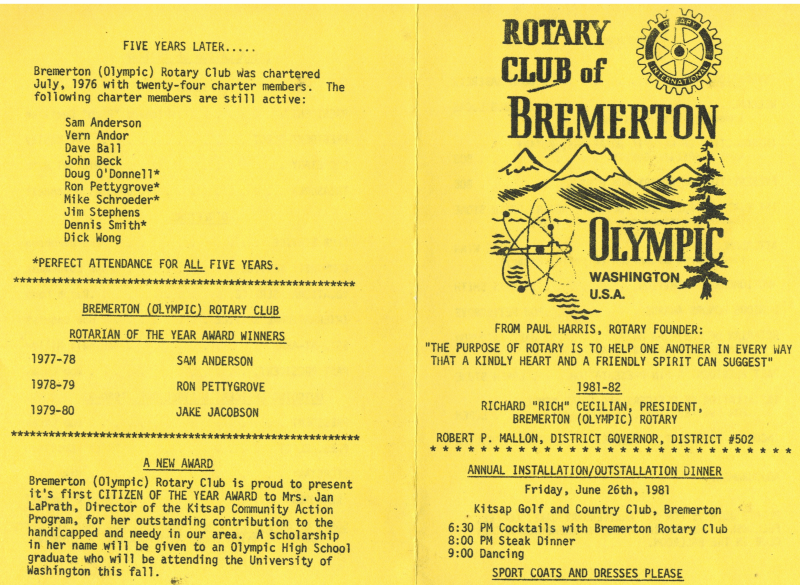 FIVE YEARS LATER.....
Bremerton (Olympic) Rotary Club was chartered
July, 1976 with twenty-four charter members. The
following charter members are still active:
Sam Anderson
Vern Andor
Dave Ball
John Beck
Doug O'Donnell*
Ron Pettygrove*
Mike Schroeder*
Jim Stephens
Dennis Smith*
Dick Wong
*PERFECT ATTENDANCE FOR ALL FIVE YEARS.
*****************************************************
BREMERTON (OLYMPIC) ROTARY CLUB
ROTARIAN OF THE YEAR AWARD WINNERS
1977-78 SAM ANDERSON
1978-79 RON PETTYGROVE
1979-80 JAKE JACOBSON
*****************************************************
A NEW AWARD
Bremerton (Olympic) Rotary Club is proud to present
it's first CITIZEN OF THE YEAR AWARD to Mrs. Jan
LaPrath, Director of the Kitsap Community Action
Program, for her outstanding contribution to the
handicapped and needy in our area. A scholarship
in her name will be given to an Olympic High School
graduate who will be attending the University of
Washington this fall.
ROTARY
CLUB of
BREMERTON
ROTARY
INTERNATIONAL
OLYMPIC
WASHINGTON
U.S.A.
FROM PAUL HARRIS, ROTARY FOUNDER:
"THE PURPOSE OF ROTARY IS TO HELP ONE ANOTHER IN EVERY WAY
THAT A KINDLY HEART AND A FRIENDLY SPIRIT CAN SUGGEST"
1981-82
RICHARD "RICH" CECILIAN, PRESIDENT,
BREMERTON (OLYMPIC) ROTARY
ROBERT P. MALLON, DISTRICT GOVERNOR, DISTRICT #502
* * * * * * * * * * * * * * * * * * * * * * * * * * * *
ANNUAL INSTALLATION/OUTSTALLATION DINNER
Friday, June 26th, 1981
Kitsap Golf and Country Club, Bremerton
6:30 PM Cocktails with Bremerton Rotary Club
8:00 PM Steak Dinner
9:00 Dancing
SPORT COATS AND DRESSES PLEASE